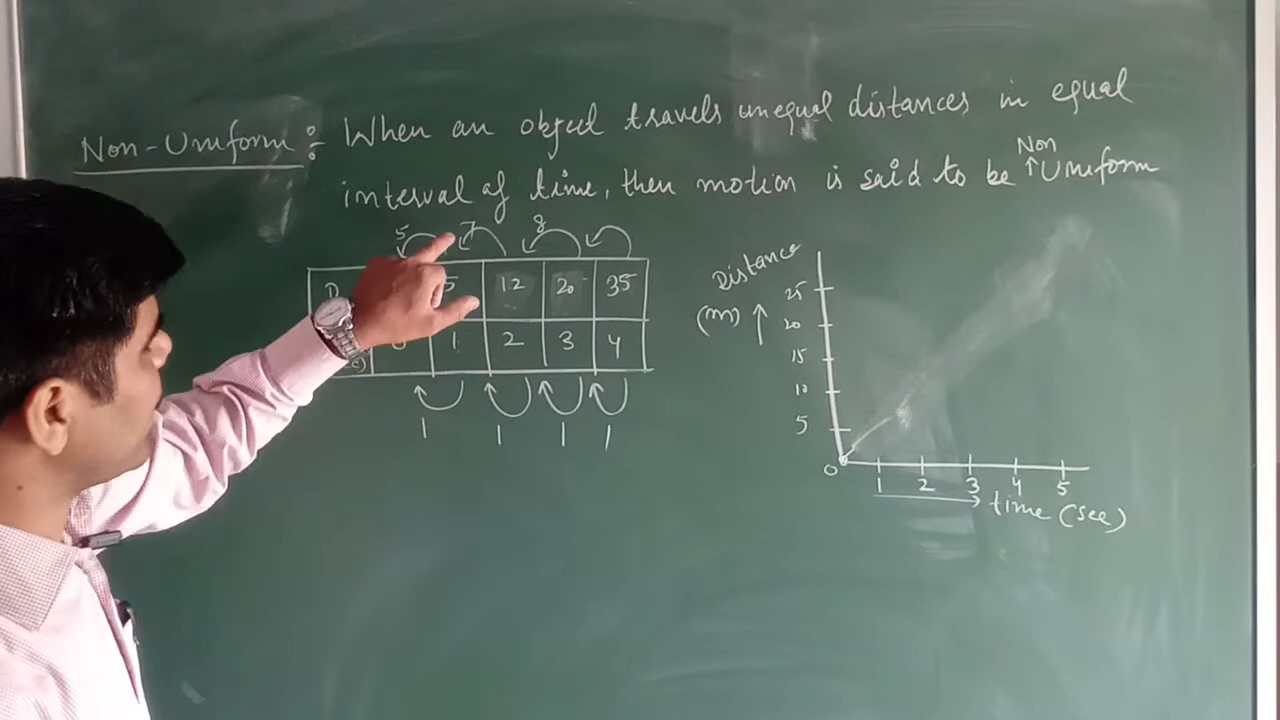 Non-Uniform :- When an object travels unequal distances in equal
interval of time, then motion is said to be Non Uniform
5 7 8
D 5 12 20 35
0 1 2 3 4
1 1 1 1
Distance
(m)
25
20
15
10
5
0
1 2 3 4 5
time (sec)